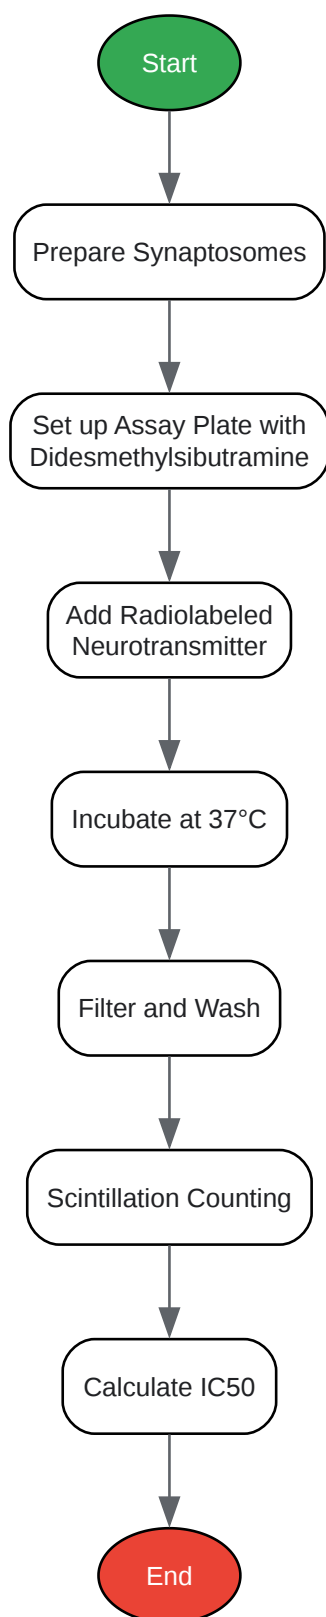 Start
Prepare Synaptosomes
Set up Assay Plate with
Didesmethylsibutramine
Add Radiolabeled
Neurotransmitter
Incubate at 37°C
Filter and Wash
Scintillation Counting
Calculate IC50
End